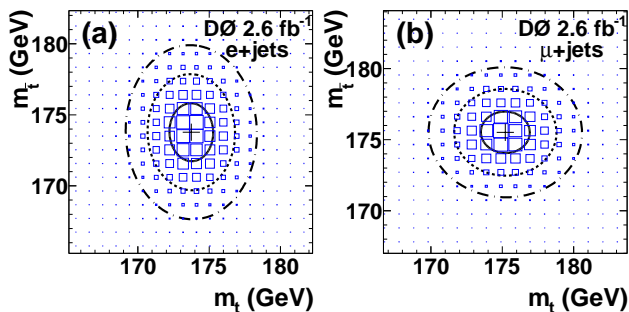 m_t (GeV)
(a) DØ 2.6 fb⁻¹
e+jets
180
175
170
170 175 180
m_t (GeV)
m_t (GeV)
(b) DØ 2.6 fb⁻¹
μ+jets
185
180
175
170
170 175 180
m_t (GeV)